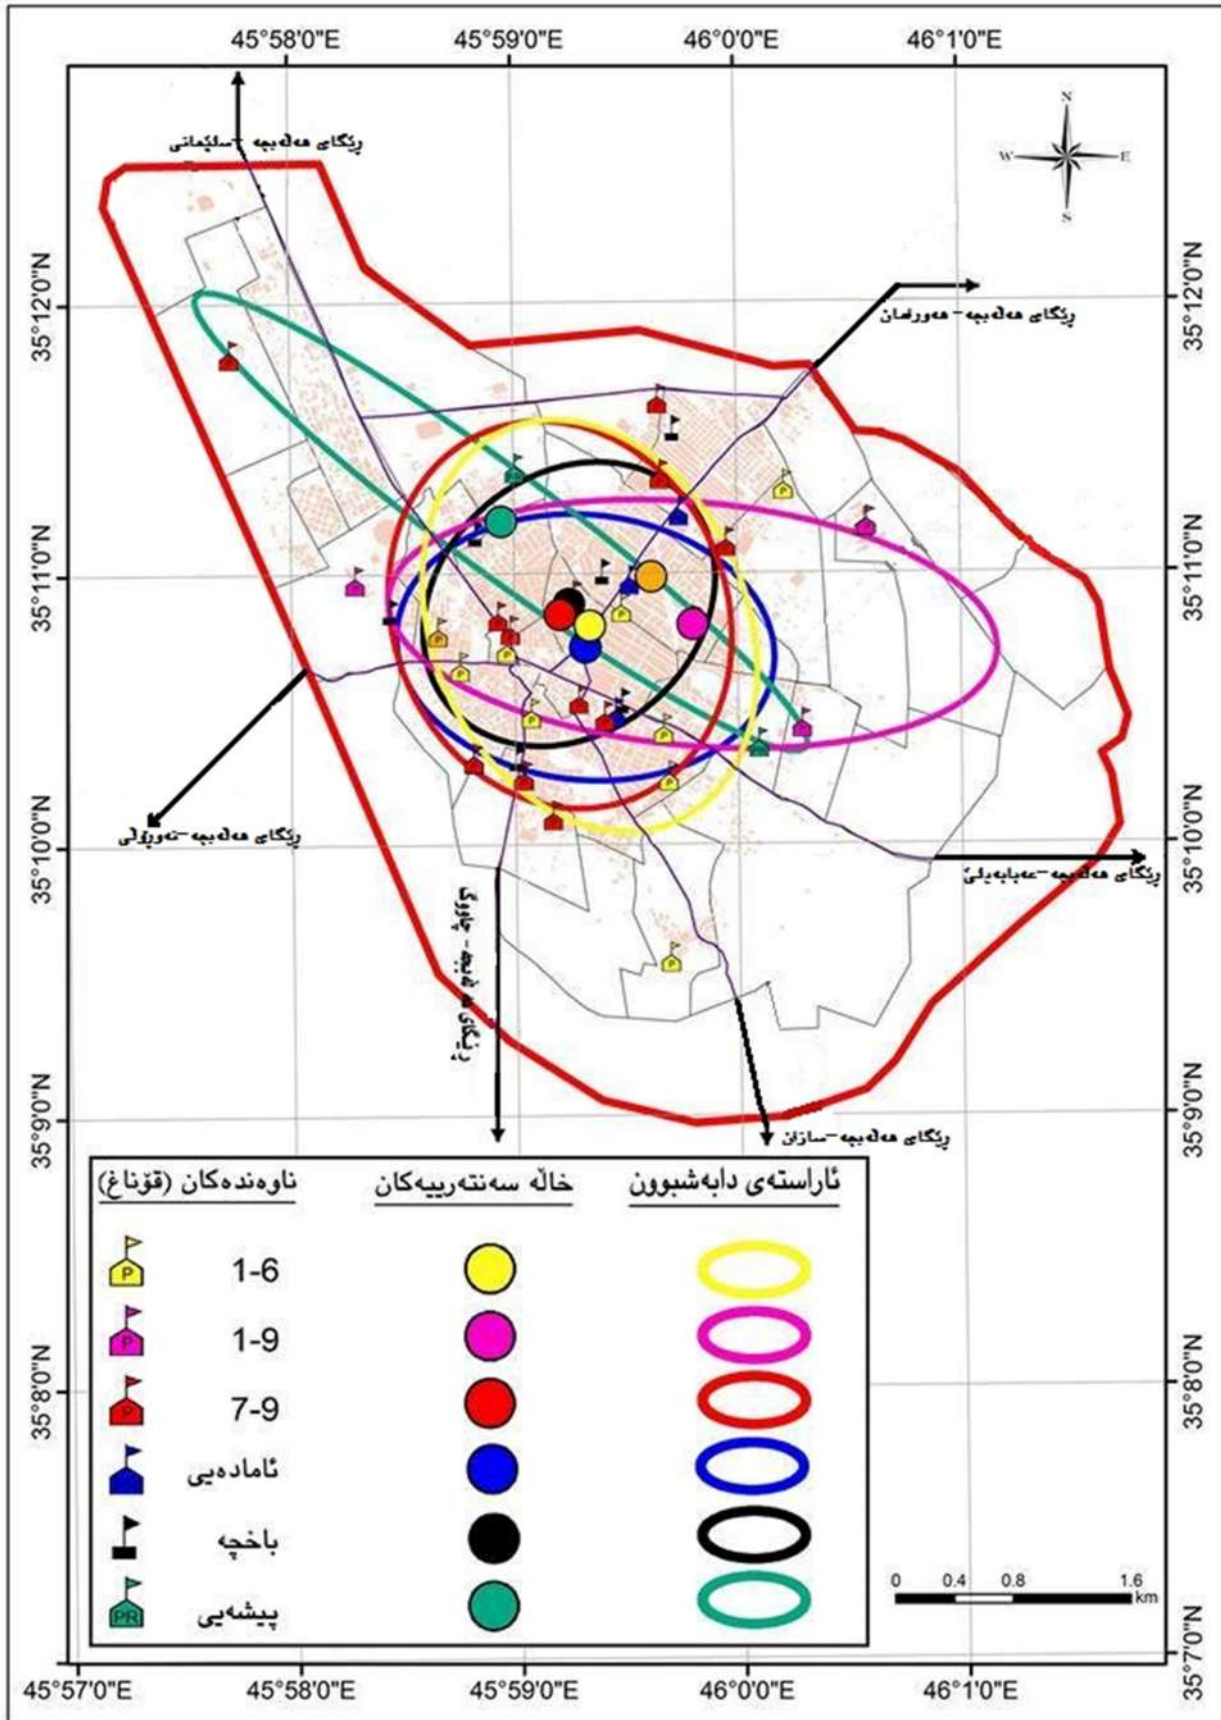 45°58'0"E 45°59'0"E 46°0'0"E 46°1'0"E
N
W E
S
ڕێگای هەڵەبجە -سلێمانی
35°12'0"N 35°12'0"N
ڕێگای هەڵەبجە- هەورامان
35°11'0"N 35°11'0"N
35°10'0"N 35°10'0"N
ڕێگای هەڵەبجە-
ڕێگای هەڵەبجە-عەبابەیلێ
ڕێگای هەڵەبجە-
35°9'0"N 35°9'0"N
ڕێگای هەڵەبجە-سازان
ناوەندەکان (قۆناغ) خاڵە سەنتەرییەکان ئاراستەی دابەشبوون
P 1-6
P 1-9
P 7-9
ئامادەیی
باخچە
PR پیشەیی
35°8'0"N 35°8'0"N
0 0.4 0.8 1.6
km
35°7'0"N
45°57'0"E 45°58'0"E 45°59'0"E 46°0'0"E 46°1'0"E